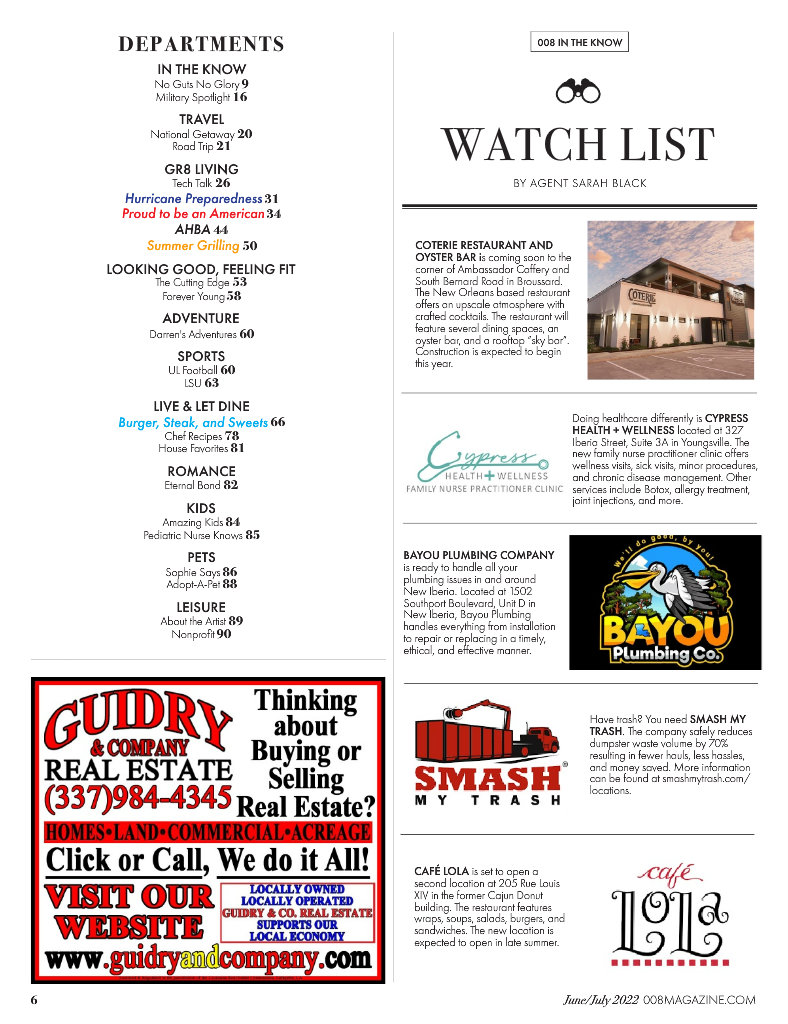 DEPARTMENTS
IN THE KNOW
No Guts No Glory 9
Military Spotlight 16
TRAVEL
National Getaway 20
Road Trip 21
GR8 LIVING
Tech Talk 26
Hurricane Preparedness 31
Proud to be an American 34
AHBA 44
Summer Grilling 50
LOOKING GOOD, FEELING FIT
The Cutting Edge 53
Forever Young 58
ADVENTURE
Darren's Adventures 60
SPORTS
UL Football 60
LSU 63
LIVE & LET DINE
Burger, Steak, and Sweets 66
Chef Recipes 78
House Favorites 81
ROMANCE
Eternal Bond 82
KIDS
Amazing Kids 84
Pediatric Nurse Knows 85
PETS
Sophie Says 86
Adopt-A-Pet 88
LEISURE
About the Artist 89
Nonprofit 90
GUIDRY
& COMPANY
REAL ESTATE
(337)984-4345
Thinking
about
Buying or
Selling
Real Estate?
HOMES•LAND•COMMERCIAL•ACREAGE
Click or Call, We do it All!
VISIT OUR
WEBSITE
LOCALLY OWNED
LOCALLY OPERATED
GUIDRY & CO. REAL ESTATE
SUPPORTS OUR
LOCAL ECONOMY
www.guidryandcompany.com
008 IN THE KNOW
WATCH LIST
BY AGENT SARAH BLACK
COTERIE RESTAURANT AND
OYSTER BAR is coming soon to the
corner of Ambassador Caffery and
South Bernard Road in Broussard.
The New Orleans based restaurant
offers an upscale atmosphere with
crafted cocktails. The restaurant will
feature several dining spaces, an
oyster bar, and a rooftop "sky bar".
Construction is expected to begin
this year.
COTERIE
Cypress
HEALTH + WELLNESS
FAMILY NURSE PRACTITIONER CLINIC
Doing healthcare differently is CYPRESS
HEALTH + WELLNESS located at 327
Iberia Street, Suite 3A in Youngsville. The
new family nurse practitioner clinic offers
wellness visits, sick visits, minor procedures,
and chronic disease management. Other
services include Botox, allergy treatment,
joint injections, and more.
BAYOU PLUMBING COMPANY
is ready to handle all your
plumbing issues in and around
New Iberia. Located at 1502
Southport Boulevard, Unit D in
New Iberia, Bayou Plumbing
handles everything from installation
to repair or replacing in a timely,
ethical, and effective manner.
We'll do good, by you!
BAYOU
Plumbing Co.
SMASH®
MY TRASH
Have trash? You need SMASH MY
TRASH. The company safely reduces
dumpster waste volume by 70%
resulting in fewer hauls, less hassles,
and money saved. More information
can be found at smashmytrash.com/
locations.
CAFÉ LOLA is set to open a
second location at 205 Rue Louis
XIV in the former Cajun Donut
building. The restaurant features
wraps, soups, salads, burgers, and
sandwiches. The new location is
expected to open in late summer.
café
LoLa
6
June/July 2022 008MAGAZINE.COM